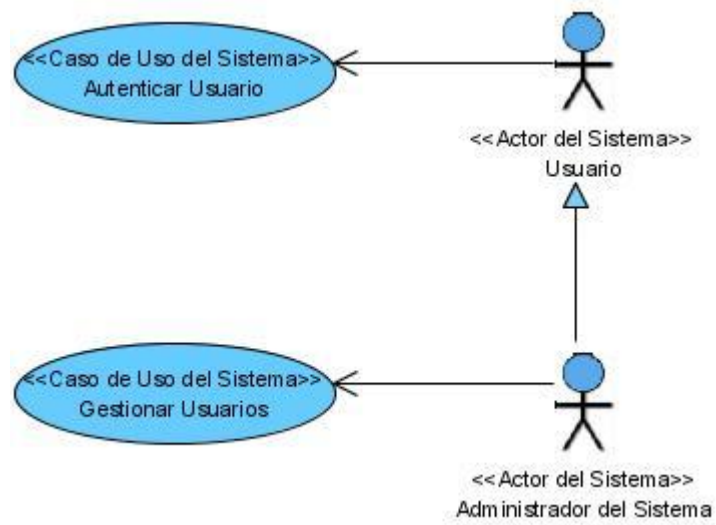 <<Caso de Uso del Sistema>>
Autenticar Usuario
<<Actor del Sistema>>
Usuario
<<Caso de Uso del Sistema>>
Gestionar Usuarios
<<Actor del Sistema>>
Administrador del Sistema